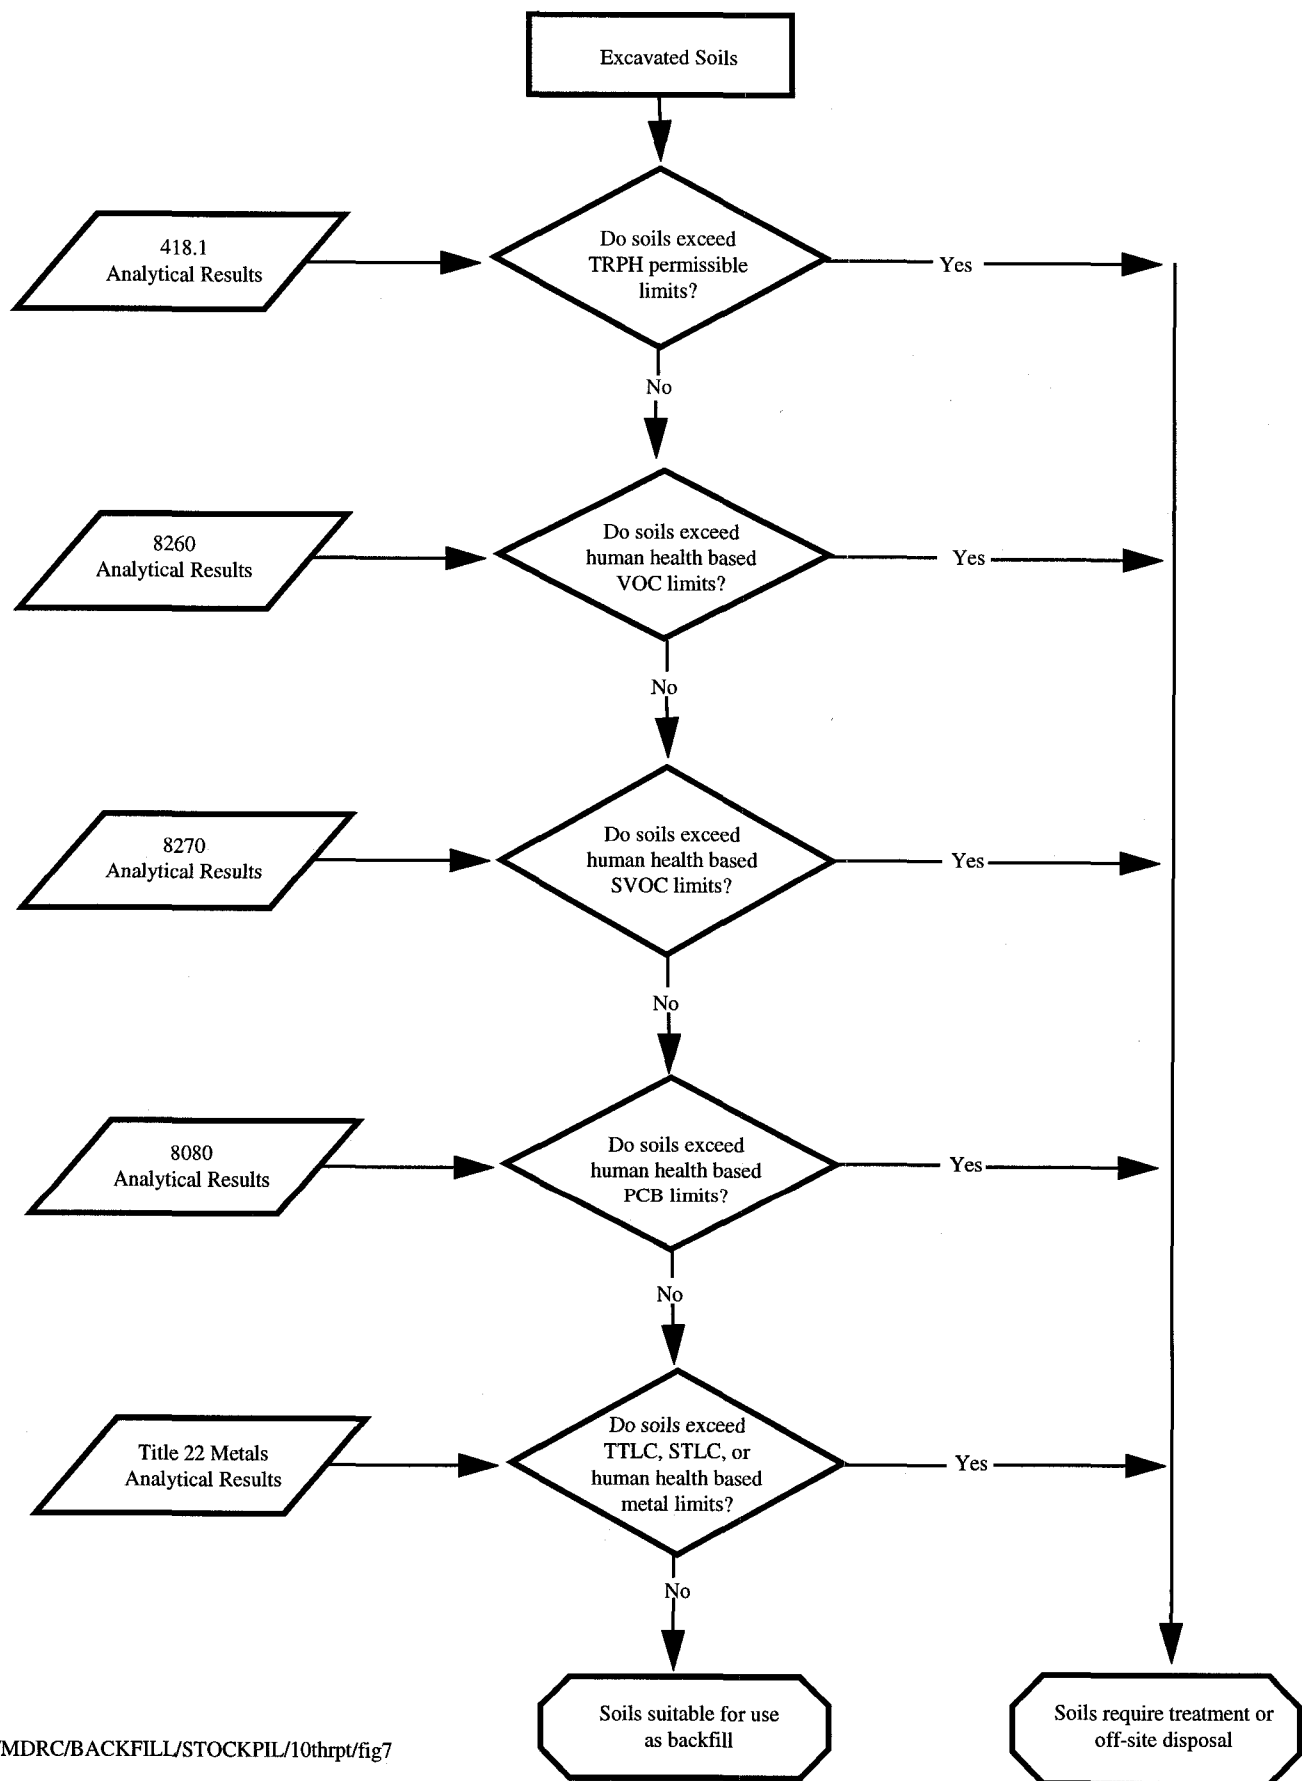 Excavated Soils
418.1
Analytical Results
Do soils exceed
TRPH permissible
limits?
Yes
No
8260
Analytical Results
Do soils exceed
human health based
VOC limits?
Yes
No
8270
Analytical Results
Do soils exceed
human health based
SVOC limits?
Yes
No
8080
Analytical Results
Do soils exceed
human health based
PCB limits?
Yes
No
Title 22 Metals
Analytical Results
Do soils exceed
TTLC, STLC, or
human health based
metal limits?
Yes
No
Soils suitable for use
as backfill
Soils require treatment or
off-site disposal
/MDRC/BACKFILL/STOCKPIL/10thrpt/fig7